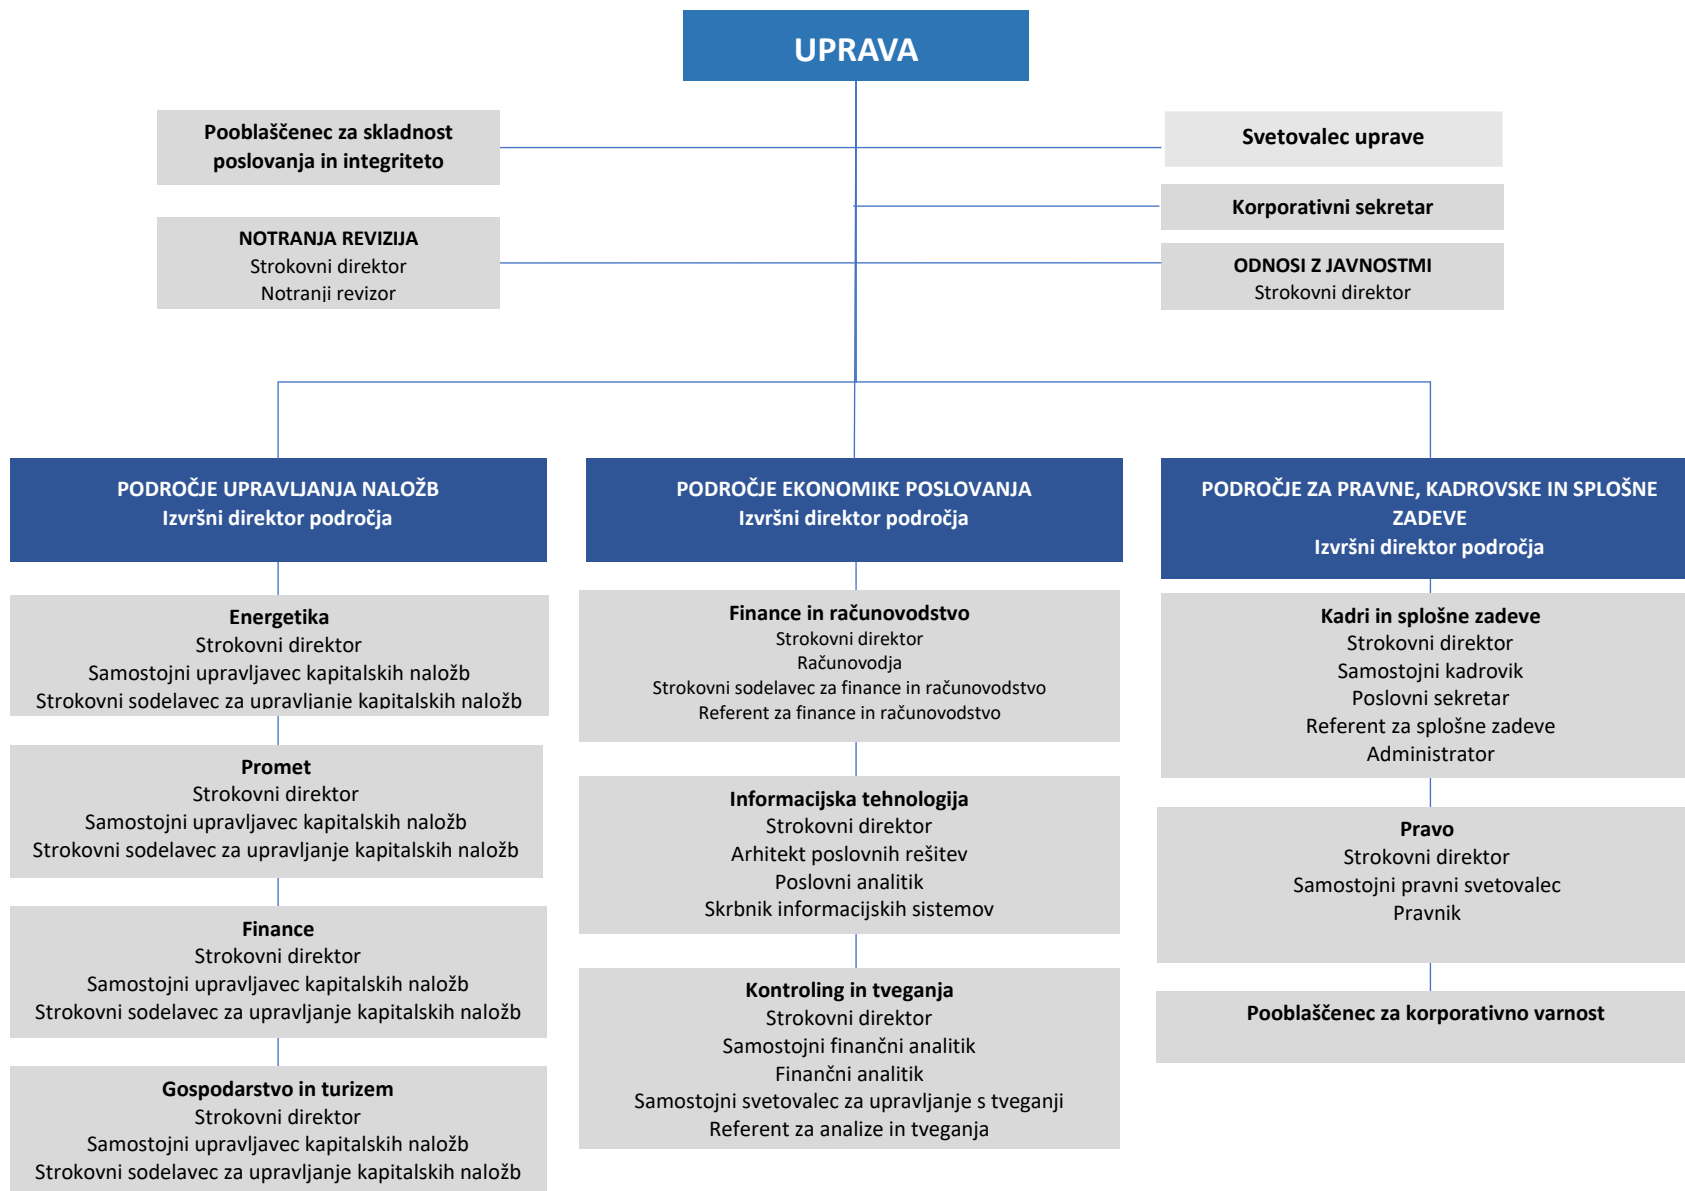 UPRAVA
Pooblaščenec za skladnost
poslovanja in integriteto
Svetovalec uprave
Korporativni sekretar
NOTRANJA REVIZIJA
Strokovni direktor
Notranji revizor
ODNOSI Z JAVNOSTMI
Strokovni direktor
PODROČJE UPRAVLJANJA NALOŽB
Izvršni direktor področja
Energetika
Strokovni direktor
Samostojni upravljavec kapitalskih naložb
Strokovni sodelavec za upravljanje kapitalskih naložb
Promet
Strokovni direktor
Samostojni upravljavec kapitalskih naložb
Strokovni sodelavec za upravljanje kapitalskih naložb
Finance
Strokovni direktor
Samostojni upravljavec kapitalskih naložb
Strokovni sodelavec za upravljanje kapitalskih naložb
Gospodarstvo in turizem
Strokovni direktor
Samostojni upravljavec kapitalskih naložb
Strokovni sodelavec za upravljanje kapitalskih naložb
PODROČJE EKONOMIKE POSLOVANJA
Izvršni direktor področja
Finance in računovodstvo
Strokovni direktor
Računovodja
Strokovni sodelavec za finance in računovodstvo
Referent za finance in računovodstvo
Informacijska tehnologija
Strokovni direktor
Arhitekt poslovnih rešitev
Poslovni analitik
Skrbnik informacijskih sistemov
Kontroling in tveganja
Strokovni direktor
Samostojni finančni analitik
Finančni analitik
Samostojni svetovalec za upravljanje s tveganji
Referent za analize in tveganja
PODROČJE ZA PRAVNE, KADROVSKE IN SPLOŠNE
ZADEVE
Izvršni direktor področja
Kadri in splošne zadeve
Strokovni direktor
Samostojni kadrovik
Poslovni sekretar
Referent za splošne zadeve
Administrator
Pravo
Strokovni direktor
Samostojni pravni svetovalec
Pravnik
Pooblaščenec za korporativno varnost